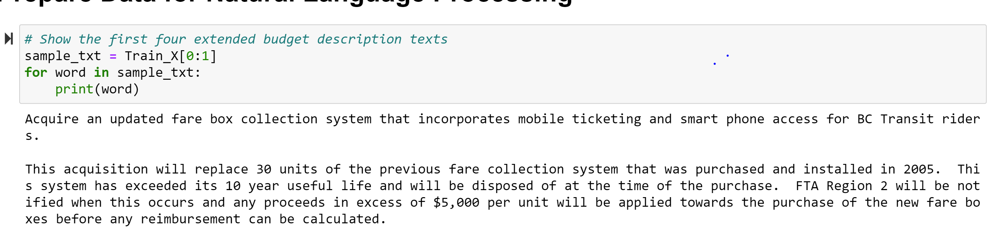 repare Data for Natural Language Processing
# Show the first four extended budget description texts
sample_txt = Train_X[0:1]
for word in sample_txt:
    print(word)
Acquire an updated fare box collection system that incorporates mobile ticketing and smart phone access for BC Transit rider
s.
This acquisition will replace 30 units of the previous fare collection system that was purchased and installed in 2005.  Thi
s system has exceeded its 10 year useful life and will be disposed of at the time of the purchase.  FTA Region 2 will be not
ified when this occurs and any proceeds in excess of $5,000 per unit will be applied towards the purchase of the new fare bo
xes before any reimbursement can be calculated.